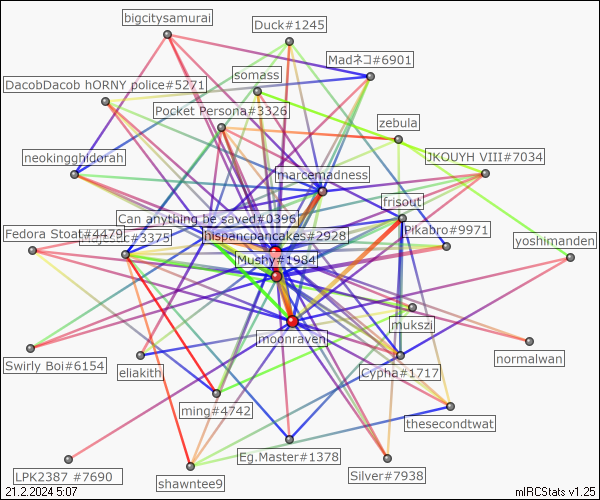 bigcitysamurai
Duck#1245
Madネコ#6901
somass
DacobDacob hORNY police#5271
Pocket Persona#3326
zebula
neokingghidorah
JKOUYH VIII#7034
marcemadness
frisout
Can anything be saved#0396
Fedora Stoat#4479
Pikabro#9971
hispancpancakes#2928
#3375
yoshimanden
Mushy#1984
mukszi
moonraven
normalwan
Swirly Boi#6154
eliakith
Cypha#1717
ming#4742
thesecondtwat
Eg.Master#1378
LPK2387 #7690
shawntee9
Silver#7938
21.2.2024 5:07
mIRCStats v1.25